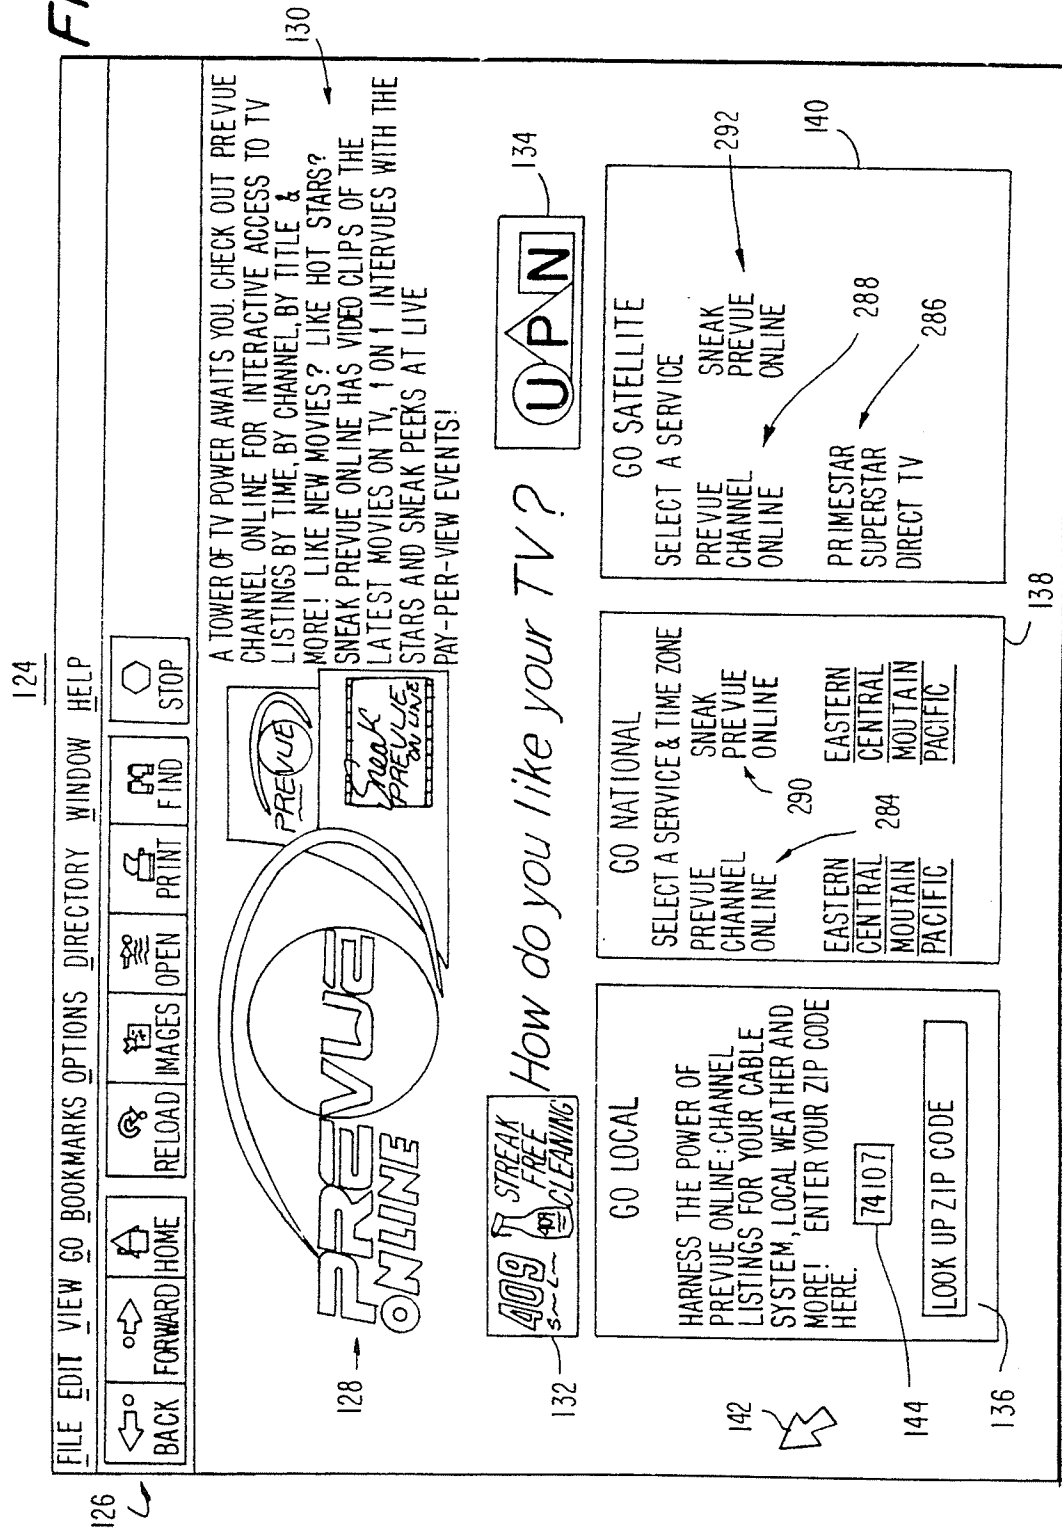 124
126
FILE EDIT VIEW GO BOOKMARKS OPTIONS DIRECTORY WINDOW HELP
BACK FORWARD HOME RELOAD IMAGES OPEN PRINT FIND STOP
128
PREVUE
ONLINE
PREVUE
Sneak
PREVUE
ONLINE
A TOWER OF TV POWER AWAITS YOU. CHECK OUT PREVUE
CHANNEL ONLINE FOR INTERACTIVE ACCESS TO TV
LISTINGS BY TIME, BY CHANNEL, BY TITLE &
MORE! LIKE NEW MOVIES? LIKE HOT STARS?
SNEAK PREVUE ONLINE HAS VIDEO CLIPS OF THE
LATEST MOVIES ON TV, 1 ON 1 INTERVUES WITH THE
STARS AND SNEAK PEEKS AT LIVE
PAY-PER-VIEW EVENTS!
130
132
409
STREAK
FREE
CLEANING
409
How do you like your TV?
UPN
134
GO LOCAL
HARNESS THE POWER OF
PREVUE ONLINE: CHANNEL
LISTINGS FOR YOUR CABLE
SYSTEM, LOCAL WEATHER AND
MORE! ENTER YOUR ZIP CODE
HERE.
74107
LOOK UP ZIP CODE
142
144
136
GO NATIONAL
SELECT A SERVICE & TIME ZONE
PREVUE
CHANNEL
ONLINE
284
EASTERN
CENTRAL
MOUTAIN
PACIFIC
SNEAK
PREVUE
ONLINE
290
EASTERN
CENTRAL
MOUTAIN
PACIFIC
138
GO SATELLITE
SELECT A SERVICE
PREVUE
CHANNEL
ONLINE
288
SNEAK
PREVUE
ONLINE
292
PRIMESTAR
SUPERSTAR
DIRECT TV
286
140